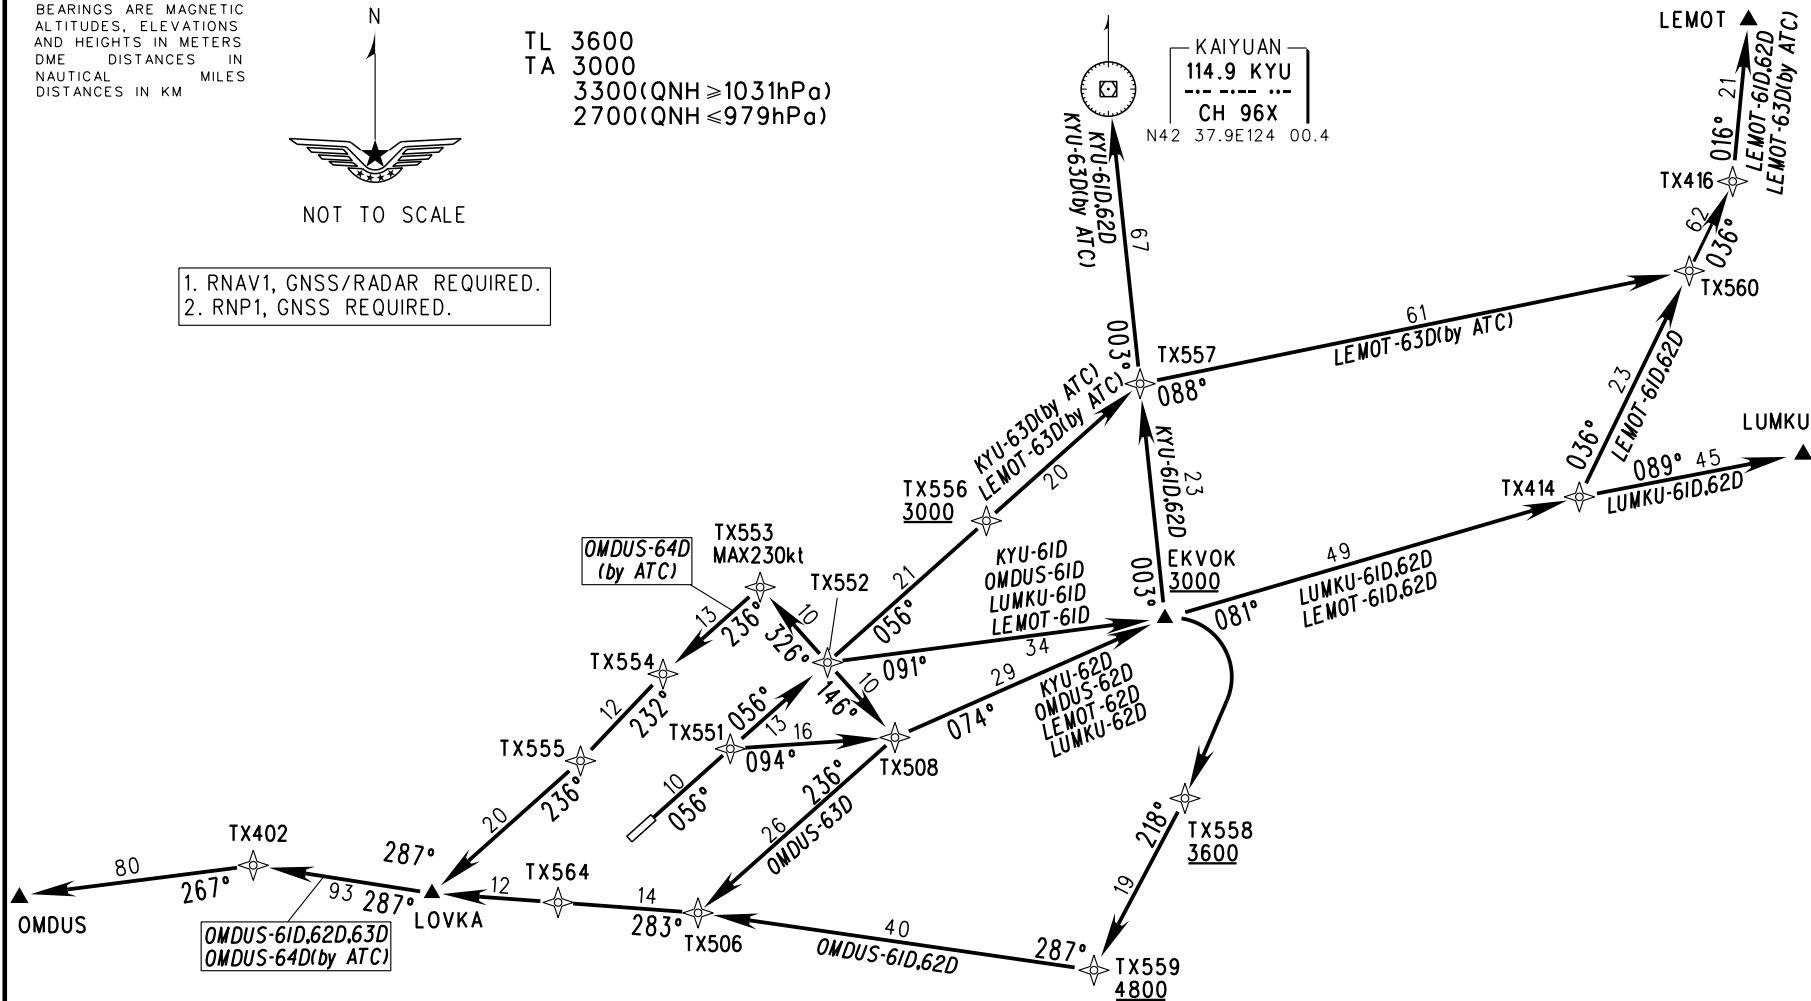 BEARINGS ARE MAGNETIC
ALTITUDES, ELEVATIONS
AND HEIGHTS IN METERS
DME DISTANCES IN
NAUTICAL MILES
DISTANCES IN KM
N
NOT TO SCALE
TL 3600
TA 3000
3300(QNH ≥1031hPa)
2700(QNH ≤979hPa)
1. RNAV1, GNSS/RADAR REQUIRED.
2. RNP1, GNSS REQUIRED.
KAIYUAN
114.9 KYU
-.- -.-- ..-
CH 96X
N42 37.9E124 00.4
LEMOT
21
016°
LEMOT-61D,62D
LEMOT-63D(by ATC)
TX416
62
036°
TX560
KYU-61D,62D
KYU-63D(by ATC)
67
003°
TX557
088°
61
LEMOT-63D(by ATC)
23
LEMOT-61D,62D
036°
LUMKU
089°
45
LUMKU-61D,62D
TX414
KYU-63D(by ATC)
LEMOT-63D(by ATC)
20
TX556
3000
KYU-61D,62D
23
003°
EKVOK
3000
49
LUMKU-61D,62D
LEMOT-61D,62D
081°
OMDUS-64D
(by ATC)
TX553
MAX230kt
TX552
21
056°
KYU-61D
OMDUS-61D
LUMKU-61D
LEMOT-61D
34
091°
10
326°
13
236°
TX554
12
232°
TX555
20
236°
146°
10
056°
13
TX551
16
094°
10
056°
TX508
074°
29
KYU-62D
OMDUS-62D
LEMOT-62D
LUMKU-62D
236°
26
OMDUS-63D
218°
TX558
3600
19
TX559
4800
287°
40
OMDUS-61D,62D
TX506
283°
14
TX564
12
LOVKA
287°
287°
93
OMDUS-61D,62D,63D
OMDUS-64D(by ATC)
TX402
267°
80
OMDUS